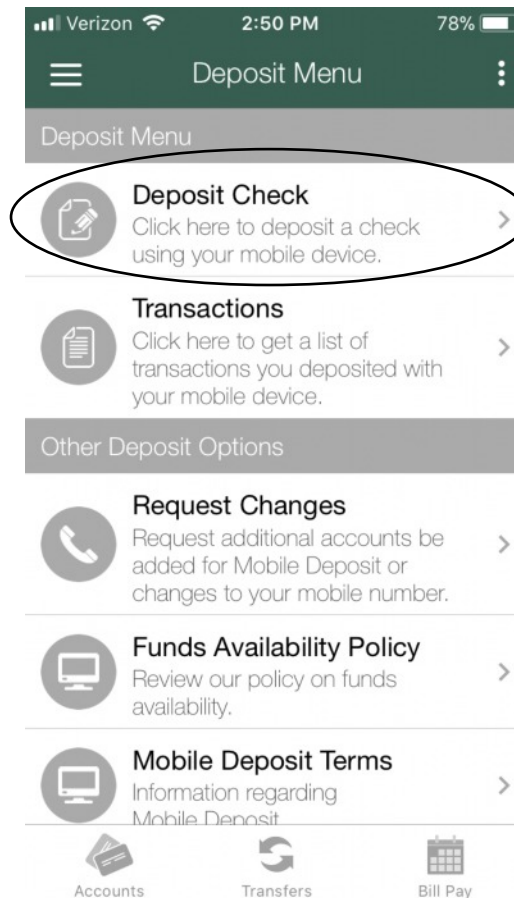 Verizon 2:50 PM 78%
Deposit Menu
Deposit Menu
Deposit Check
Click here to deposit a check
using your mobile device.
Transactions
Click here to get a list of
transactions you deposited with
your mobile device.
Other Deposit Options
Request Changes
Request additional accounts be
added for Mobile Deposit or
changes to your mobile number.
Funds Availability Policy
Review our policy on funds
availability.
Mobile Deposit Terms
Information regarding
Mobile Deposit
Accounts Transfers Bill Pay